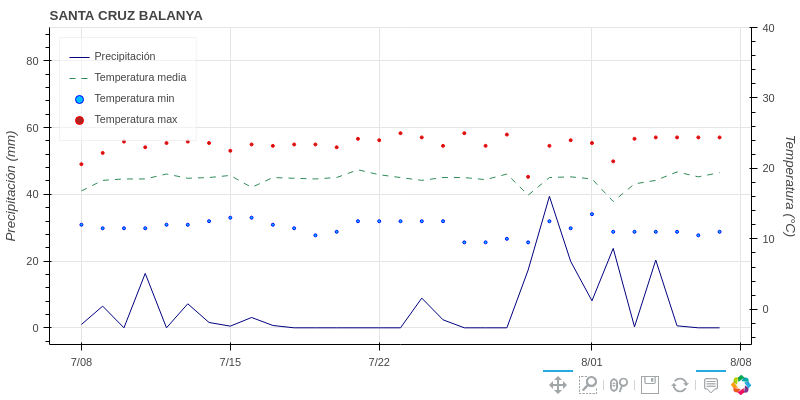 SANTA CRUZ BALANYA
Precipitación
Temperatura media
Temperatura min
Temperatura max
Precipitación (mm)
80
60
40
20
0
Temperatura (°C)
40
30
20
10
0
7/08
7/15
7/22
8/01
8/08